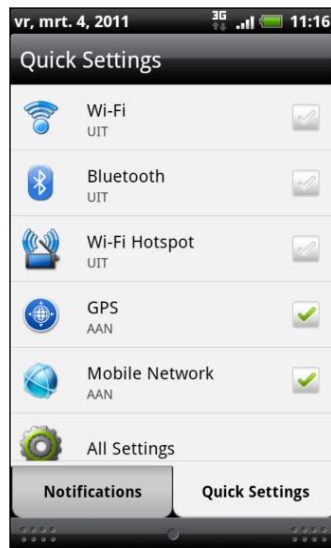 vr, mrt. 4, 2011 3G 11:16
Quick Settings
Wi-Fi
UIT
Bluetooth
UIT
Wi-Fi Hotspot
UIT
GPS
AAN
Mobile Network
AAN
All Settings
Notifications Quick Settings